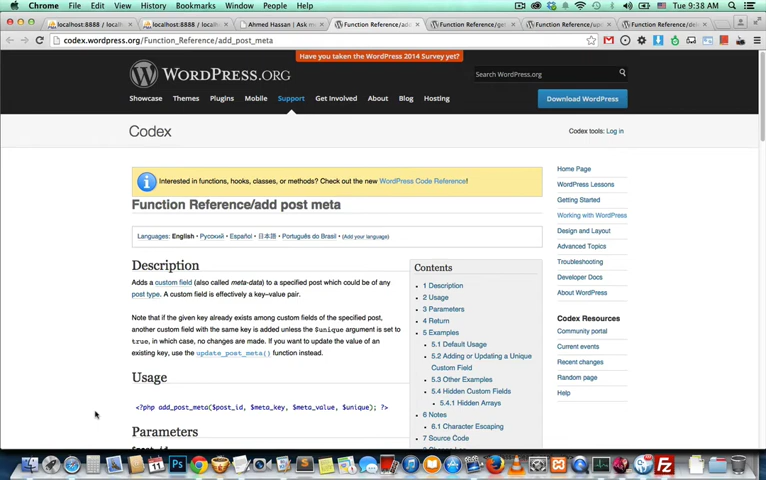 Chrome File Edit View History Bookmarks Window People Help
Tue 9:38 AM
localhost:8888 /
localhost:8888 /
Ahmed Hassan | Ask me
Function Reference/add
Function Reference/get
Function Reference/up
Function Reference/del
codex.wordpress.org/Function_Reference/add_post_meta
Have you taken the WordPress 2014 Survey yet?
WORDPRESS.ORG
Search WordPress.org
Showcase Themes Plugins Mobile Support Get Involved About Blog Hosting
Download WordPress
Codex
Codex tools: Log in
Interested in functions, hooks, classes, or methods? Check out the new WordPress Code Reference!
Function Reference/add post meta
Languages: English • Русский • Español • 日本語 • Português do Brasil • (Add your language)
Description
Adds a custom field (also called meta-data) to a specified post which could be of any
post type. A custom field is effectively a key–value pair.
Note that if the given key already exists among custom fields of the specified post,
another custom field with the same key is added unless the $unique argument is set to
true, in which case, no changes are made. If you want to update the value of an
existing key, use the update_post_meta() function instead.
Usage
<?php add_post_meta($post_id, $meta_key, $meta_value, $unique); ?>
Parameters
Contents
1 Description
2 Usage
3 Parameters
4 Return
5 Examples
5.1 Default Usage
5.2 Adding or Updating a Unique
Custom Field
5.3 Other Examples
5.4 Hidden Custom Fields
5.4.1 Hidden Arrays
6 Notes
6.1 Character Escaping
7 Source Code
Home Page
WordPress Lessons
Getting Started
Working with WordPress
Design and Layout
Advanced Topics
Troubleshooting
Developer Docs
About WordPress
Codex Resources
Community portal
Current events
Recent changes
Random page
Help